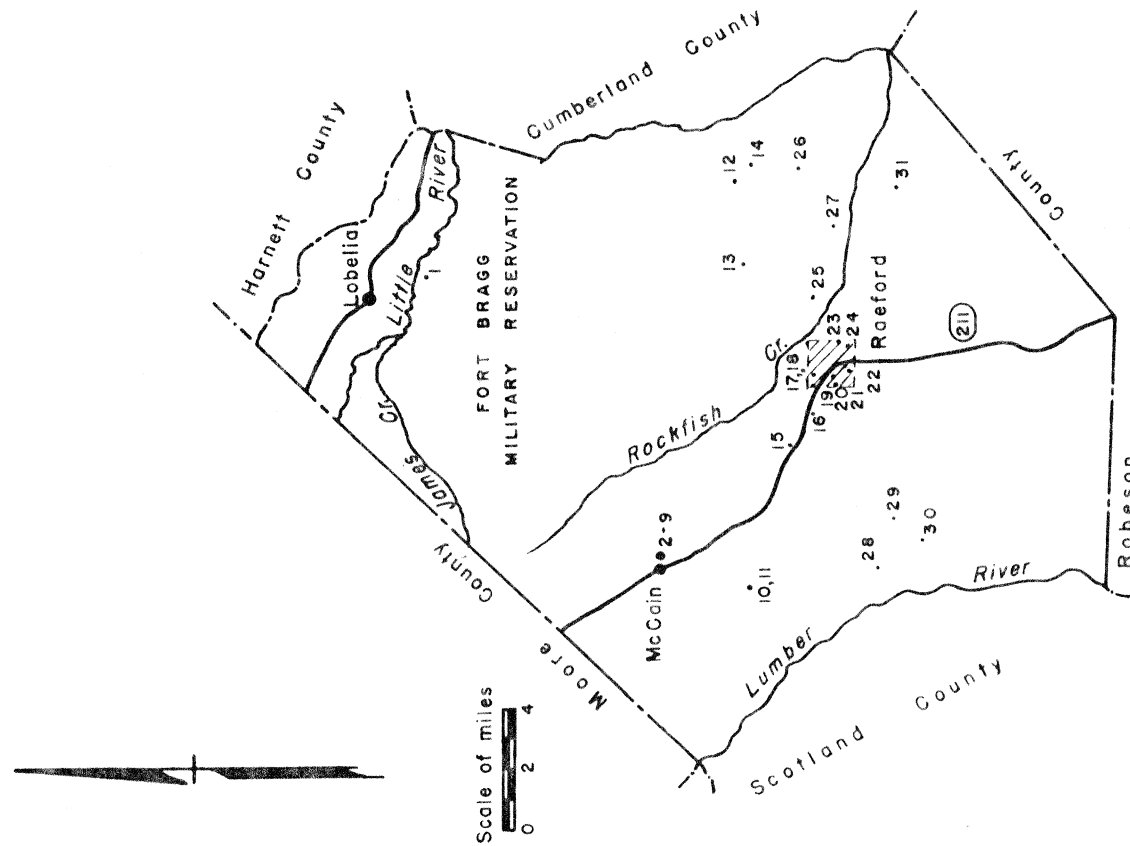 Harnett County
Cumberland County
Lobelia
Little River
1
James Cr.
FORT BRAGG
MILITARY RESERVATION
Moore County
Rockfish Cr.
12
14
26
13
27
31
25
17,18
23
24
Raeford
19
20
21
22
16
15
211
McCain
2-9
10,11
28
29
30
Lumber River
Scotland County
Robeson County
Scale of miles
0 2 4